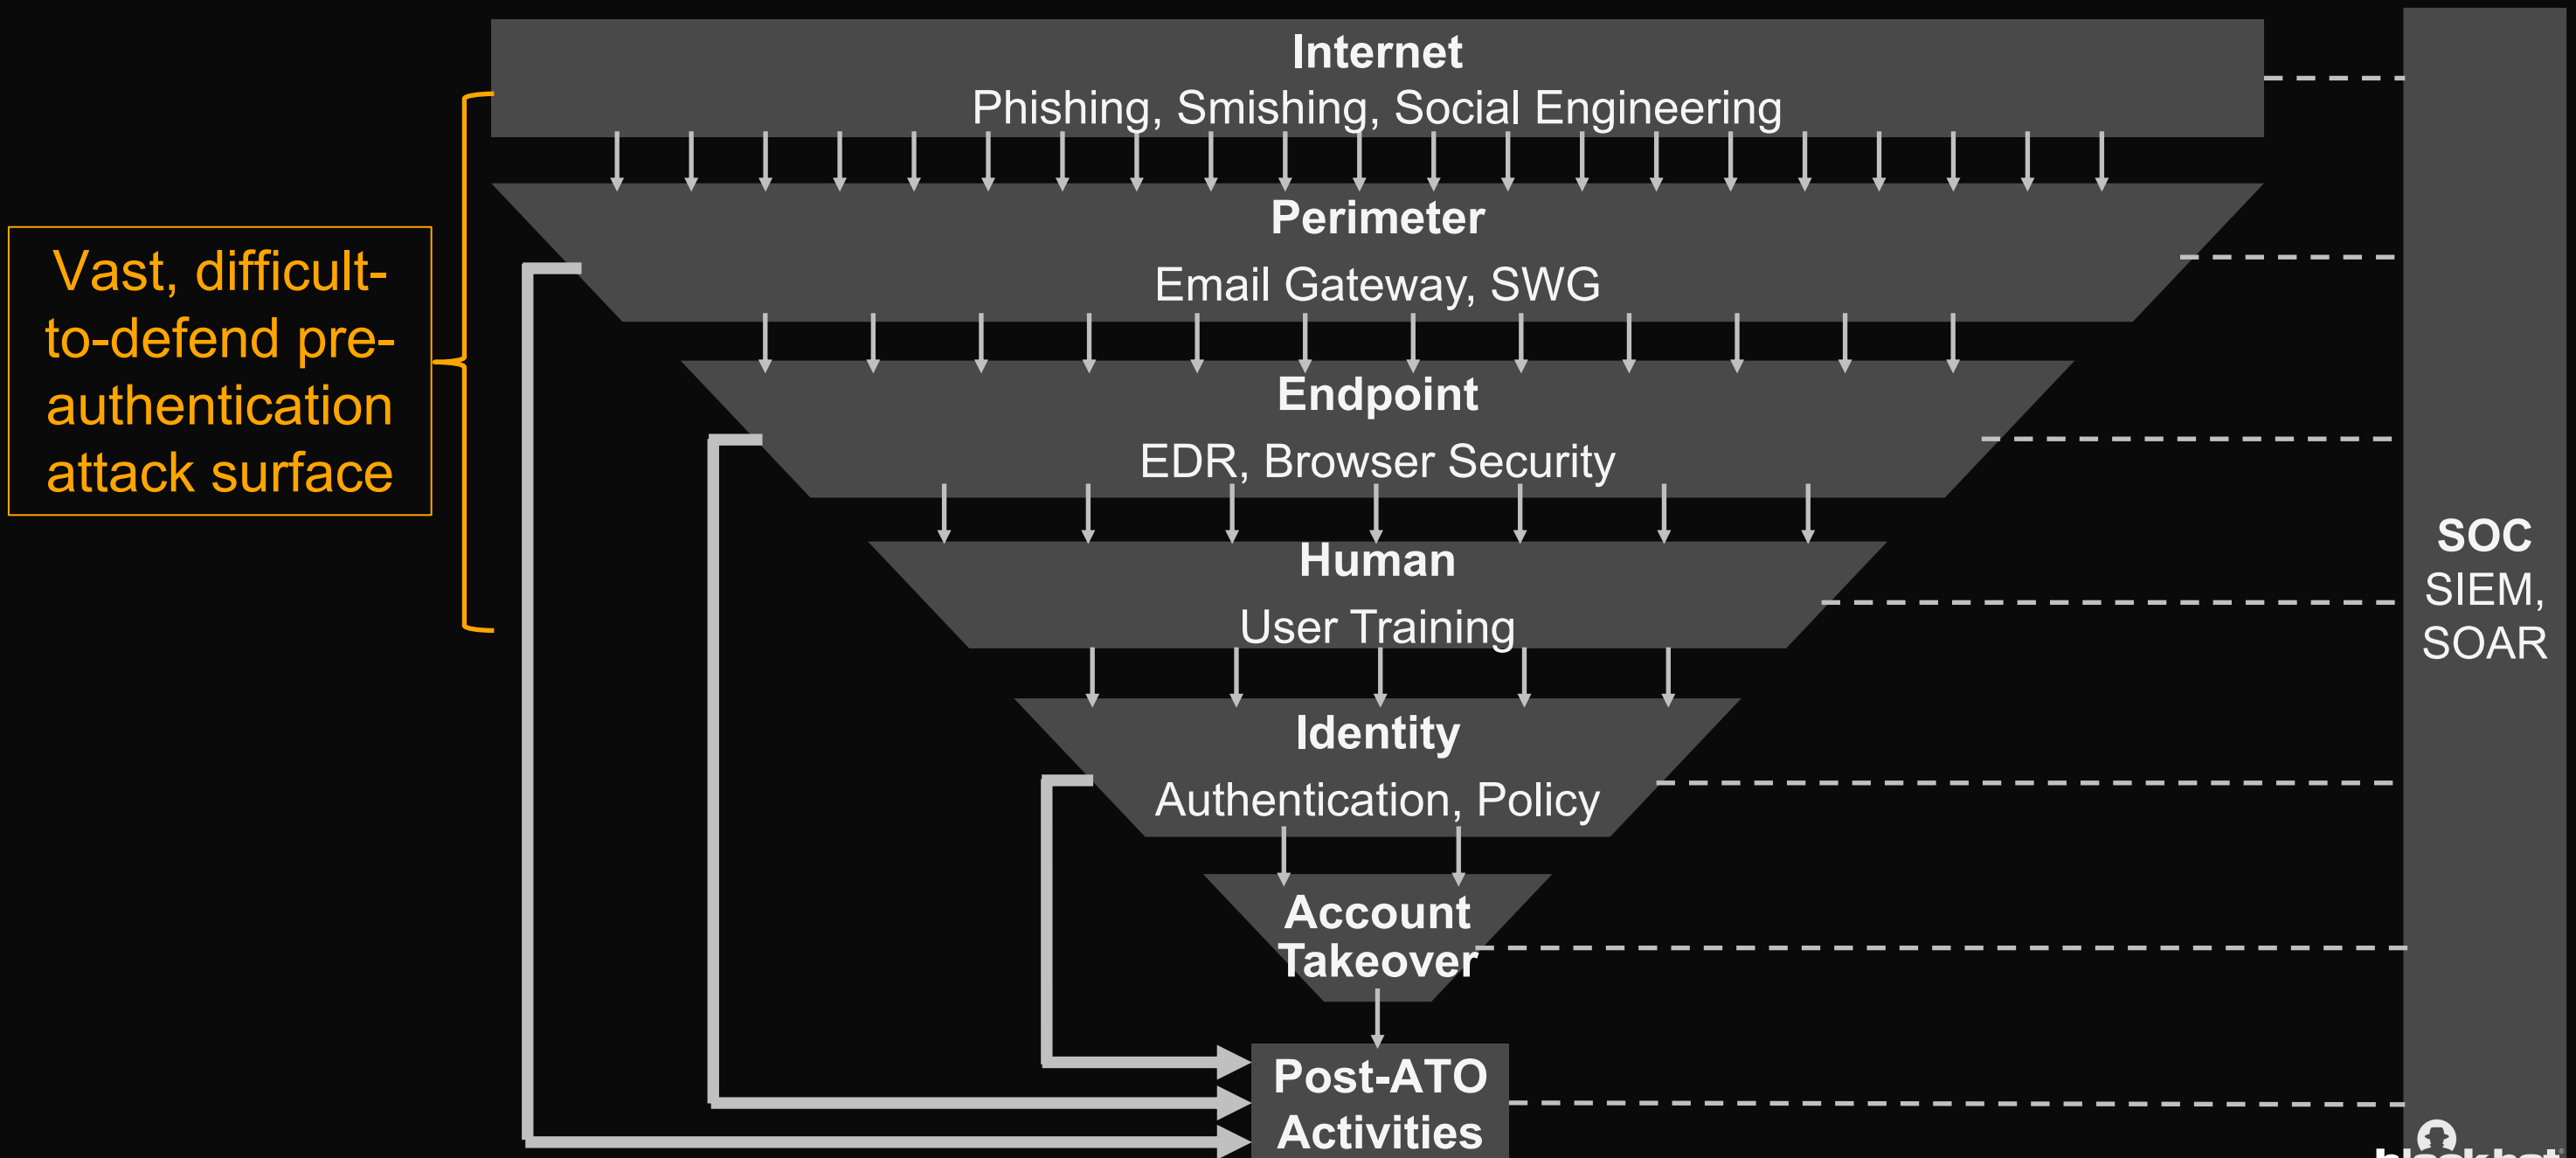 Internet
Phishing, Smishing, Social Engineering
Perimeter
Email Gateway, SWG
Vast, difficult-
to-defend pre-
authentication
attack surface
Endpoint
EDR, Browser Security
Human
User Training
SOC
SIEM,
SOAR
Identity
Authentication, Policy
Account
Takeover
Post-ATO
Activities